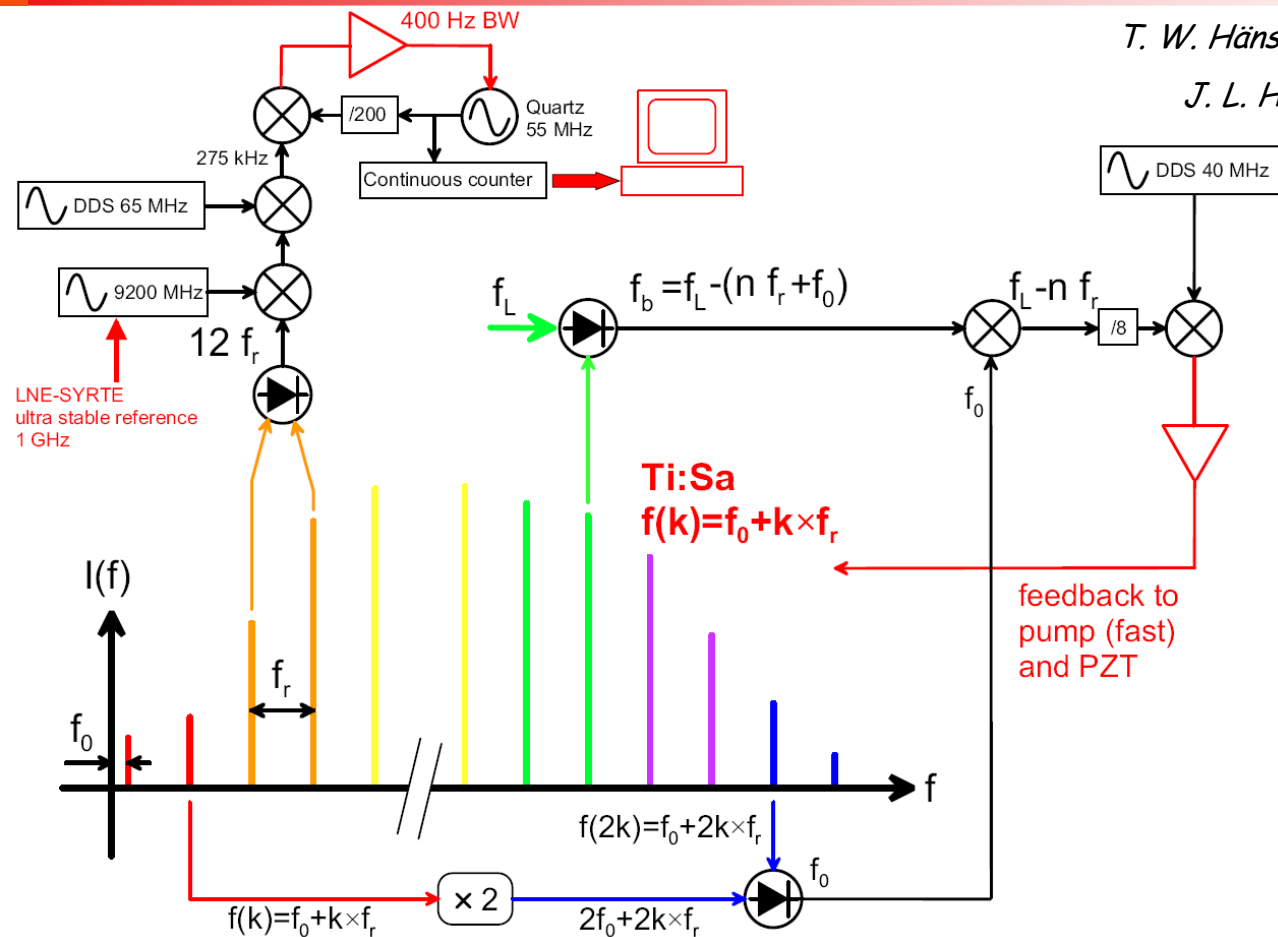 T. W. Häns
J. L. H
400 Hz BW
/200
Quartz
55 MHz
275 kHz
Continuous counter
DDS 65 MHz
DDS 40 MHz
9200 MHz
12 f_r
LNE-SYRTE
ultra stable reference
1 GHz
f_L
f_b =f_L-(n f_r+f_0)
f_L-n f_r
/8
f_0
Ti:Sa
f(k)=f_0+k×f_r
feedback to
pump (fast)
and PZT
I(f)
f_r
f_0
f
f(2k)=f_0+2k×f_r
f_0
× 2
f(k)=f_0+k×f_r
2f_0+2k×f_r